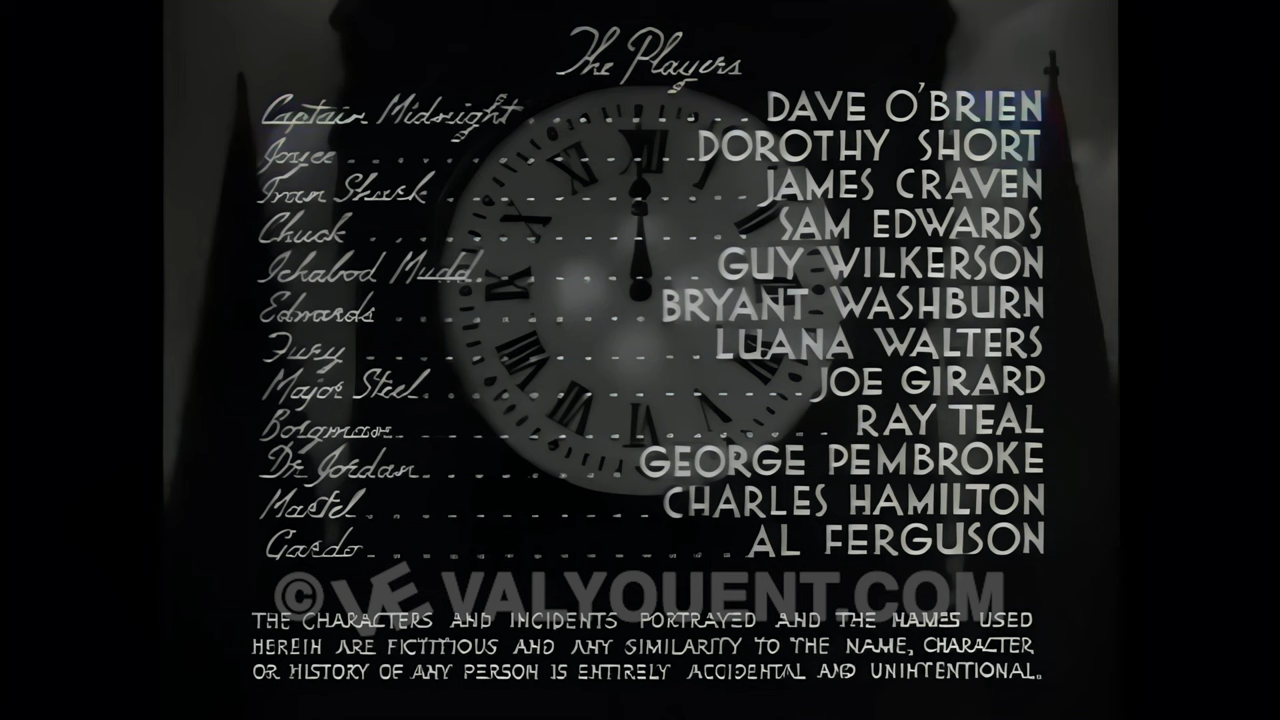 The Players
Captain Midnight DAVE O'BRIEN
Joyce DOROTHY SHORT
Ivan Shark JAMES CRAVEN
Chuck SAM EDWARDS
Ichabod Mudd GUY WILKERSON
Edwards BRYANT WASHBURN
Fury LUANA WALTERS
Major Steel JOE GIRARD
Borgman RAY TEAL
Dr Jordan GEORGE PEMBROKE
Martel CHARLES HAMILTON
Gardo AL FERGUSON
© VE VALYOUENT.COM
THE CHARACTERS AND INCIDENTS PORTRAYED AND THE NAMES USED
HEREIN ARE FICTITIOUS AND ANY SIMILARITY TO THE NAME, CHARACTER
OR HISTORY OF ANY PERSON IS ENTIRELY ACCIDENTAL AND UNINTENTIONAL.